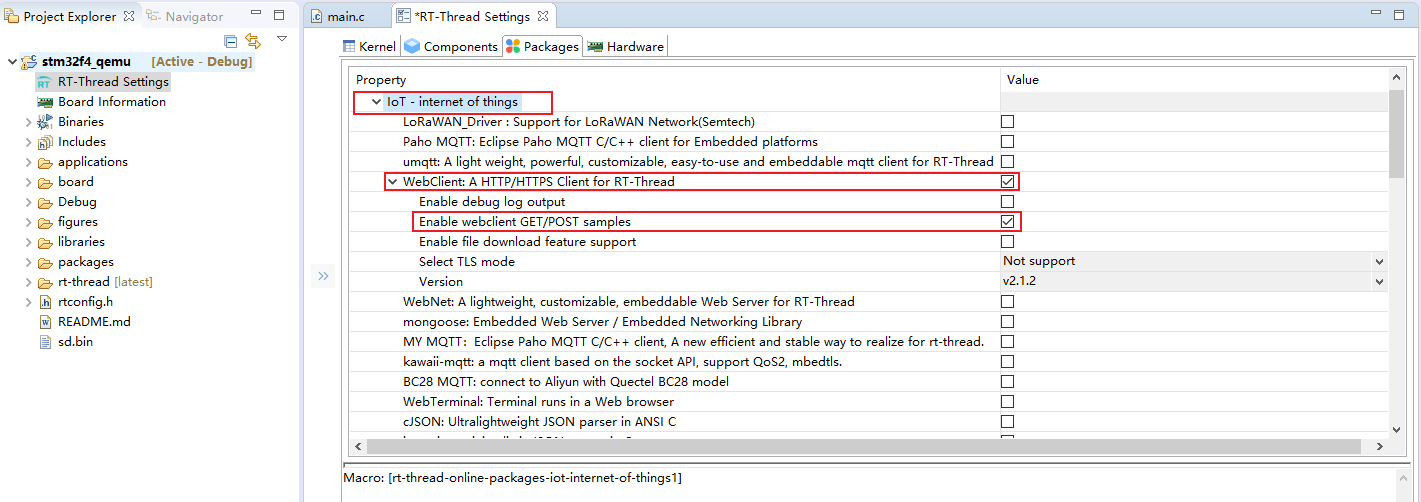 Project Explorer
Navigator
stm32f4_qemu [Active - Debug]
RT-Thread Settings
Board Information
Binaries
Includes
applications
board
Debug
figures
libraries
packages
rt-thread [latest]
rtconfig.h
README.md
sd.bin
main.c
*RT-Thread Settings
Kernel
Components
Packages
Hardware
Property Value
IoT - internet of things
LoRaWAN_Driver : Support for LoRaWAN Network(Semtech)
Paho MQTT: Eclipse Paho MQTT C/C++ client for Embedded platforms
umqtt: A light weight, powerful, customizable, easy-to-use and embeddable mqtt client for RT-Thread
WebClient: A HTTP/HTTPS Client for RT-Thread
Enable debug log output
Enable webclient GET/POST samples
Enable file download feature support
Select TLS mode Not support
Version v2.1.2
WebNet: A lightweight, customizable, embeddable Web Server for RT-Thread
mongoose: Embedded Web Server / Embedded Networking Library
MY MQTT: Eclipse Paho MQTT C/C++ client, A new efficient and stable way to realize for rt-thread.
kawaii-mqtt: a mqtt client based on the socket API, support QoS2, mbedtls.
BC28 MQTT: connect to Aliyun with Quectel BC28 model
WebTerminal: Terminal runs in a Web browser
cJSON: Ultralightweight JSON parser in ANSI C
Macro: [rt-thread-online-packages-iot-internet-of-things1]